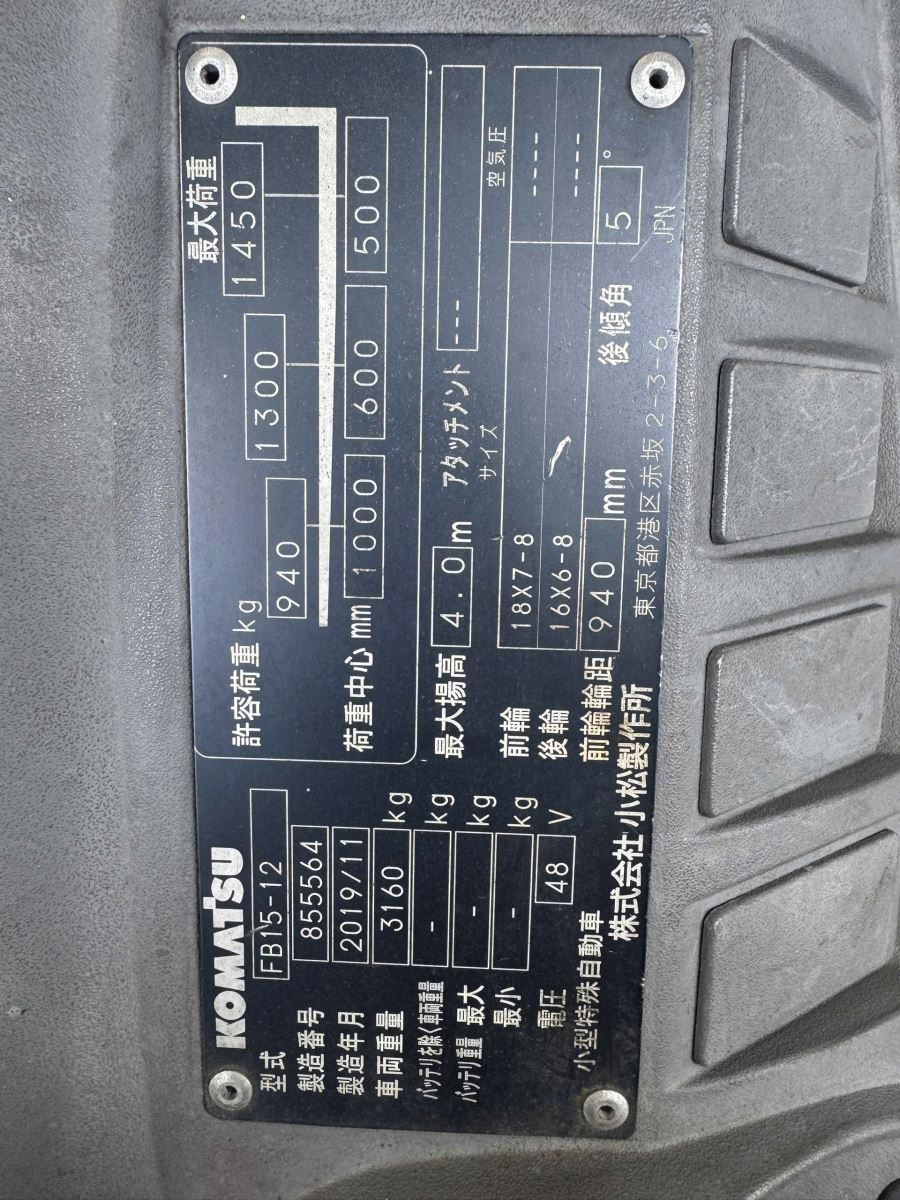 KOMATSU
型式 FB15-12
製造番号 855564
製造年月 2019/11
車両重量 3160 kg
バッテリを除く車両重量 - kg
バッテリ重量 最大 - kg
最小 - kg
電圧 48 V
小型特殊自動車
最大荷重
許容荷重 kg 940 1300 1450
荷重中心 mm 1000 600 500
最大揚高 4.0 m アタッチメント ---
サイズ 空気圧
前輪 18X7-8 ----
後輪 16X6-8 ----
前輪輪距 940 mm 後傾角 5 °
株式会社 小松製作所 東京都港区赤坂 2-3-6, JPN